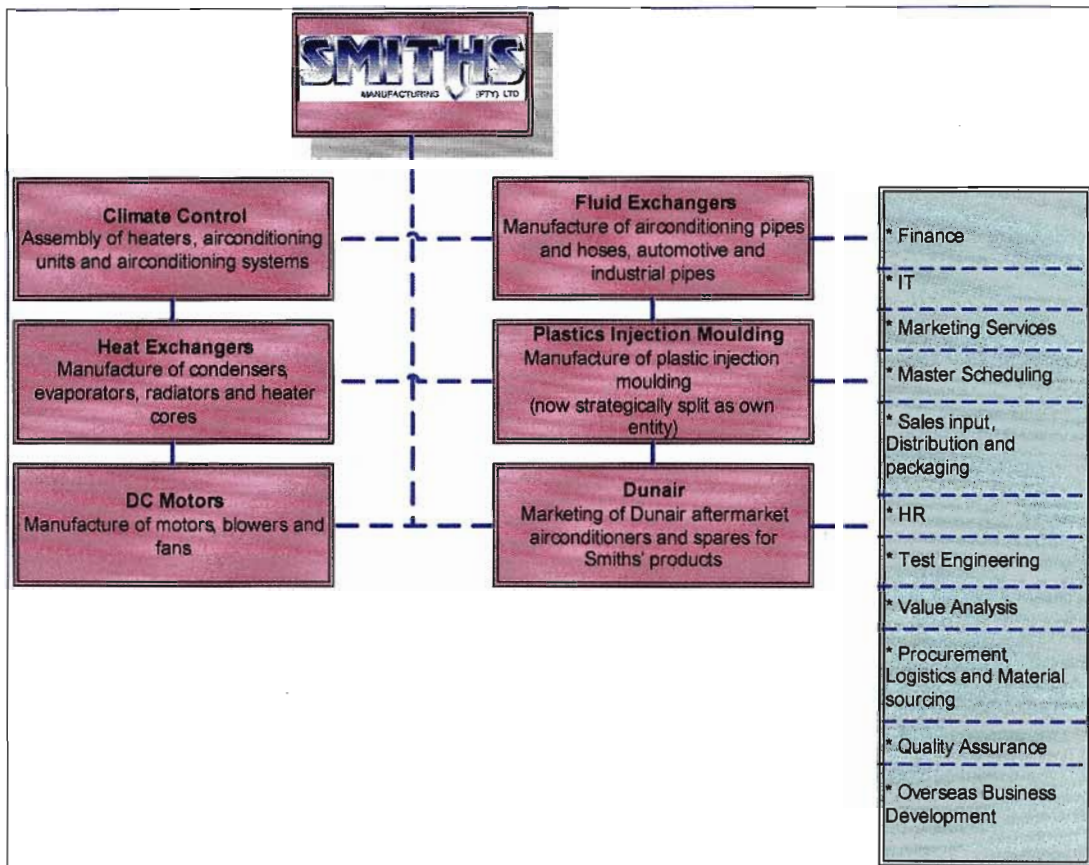 SMITHS
MANUFACTURING (PTY) LTD
Climate Control
Assembly of heaters, airconditioning
units and airconditioning systems
Fluid Exchangers
Manufacture of airconditioning pipes
and hoses, automotive and
industrial pipes
Heat Exchangers
Manufacture of condensers,
evaporators, radiators and heater
cores
Plastics Injection Moulding
Manufacture of plastic injection
moulding
(now strategically split as own
entity)
DC Motors
Manufacture of motors, blowers and
fans
Dunair
Marketing of Dunair aftermarket
airconditioners and spares for
Smiths' products
* Finance
* IT
* Marketing Services
* Master Scheduling
* Sales input,
Distribution and
packaging
* HR
* Test Engineering
* Value Analysis
* Procurement,
Logistics and Material
sourcing
* Quality Assurance
* Overseas Business
Development